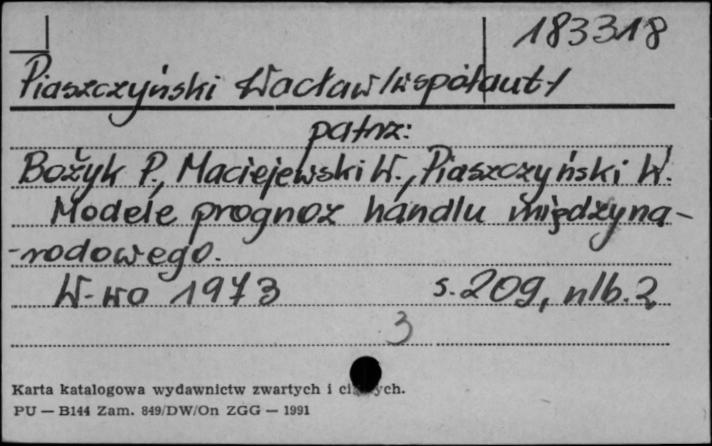 183318
Piaszczyński Wacław /współaut/
patrz:
Bożyk P., Maciejewski W., Piaszczyński W.
Modele prognoz handlu międzyna-
-rodowego.
W-wa 1973 s. 209, nlb. 2
3
Karta katalogowa wydawnictw zwartych i ch.
PU — B144 Zam. 849/DW/On ZGG — 1991